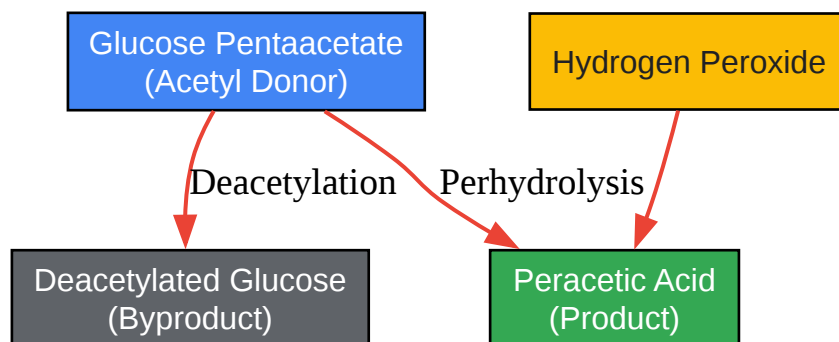 Glucose Pentaacetate
(Acetyl Donor)
Hydrogen Peroxide
Deacetylation
Perhydrolysis
Deacetylated Glucose
(Byproduct)
Peracetic Acid
(Product)